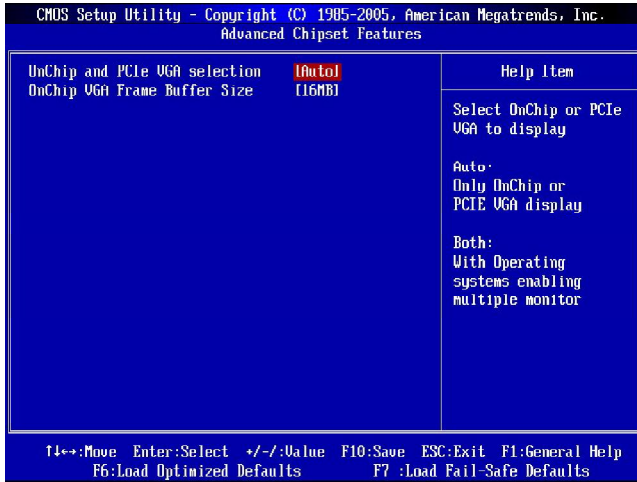 CMOS Setup Utility - Copyright (C) 1985-2005, American Megatrends, Inc.
Advanced Chipset Features
OnChip and PCIe VGA selection [Auto]
OnChip VGA Frame Buffer Size [16MB]
Help Item
Select OnChip or PCIe
VGA to display
Auto:
Only OnChip or
PCIE VGA display
Both:
With Operating
systems enabling
multiple monitor
↑↓←→:Move Enter:Select +/-/:Value F10:Save ESC:Exit F1:General Help
F6:Load Optimized Defaults F7 :Load Fail-Safe Defaults